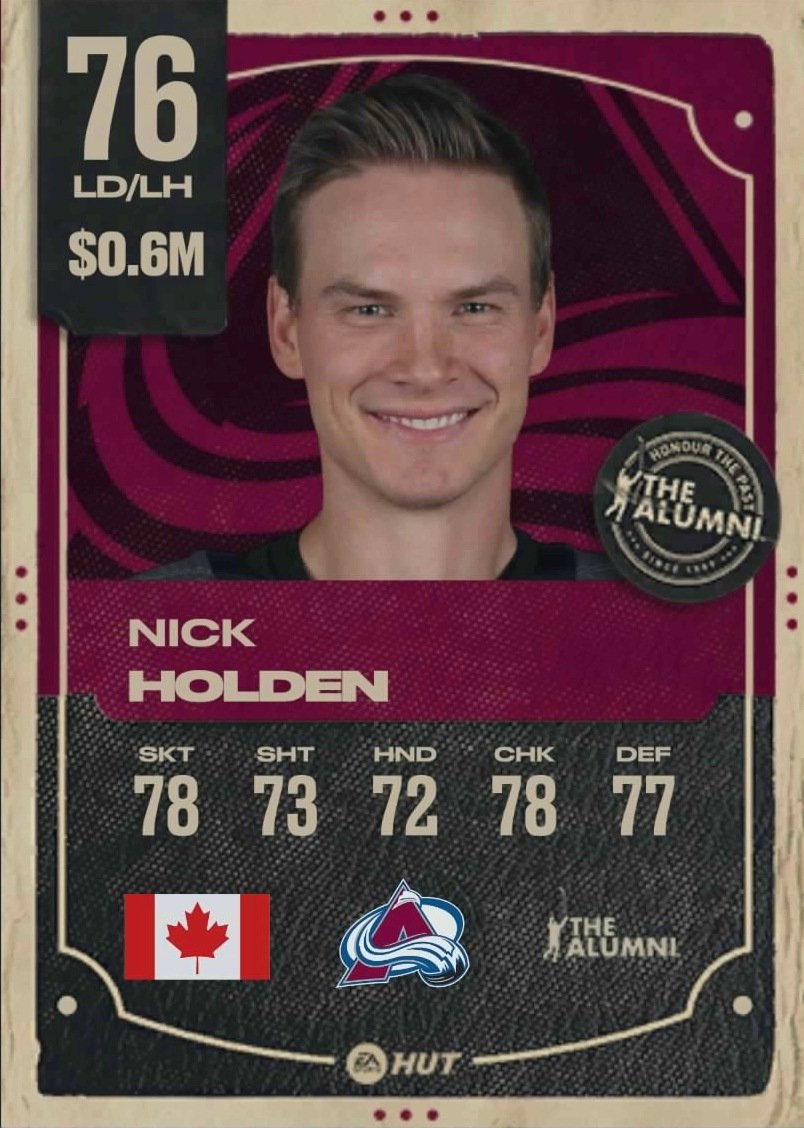 76
LD/LH
$0.6M
HONOUR THE PAST
THE
ALUMNI
NICK
HOLDEN
SKT SHT HND CHK DEF
78 73 72 78 77
THE
ALUMNI
EA HUT